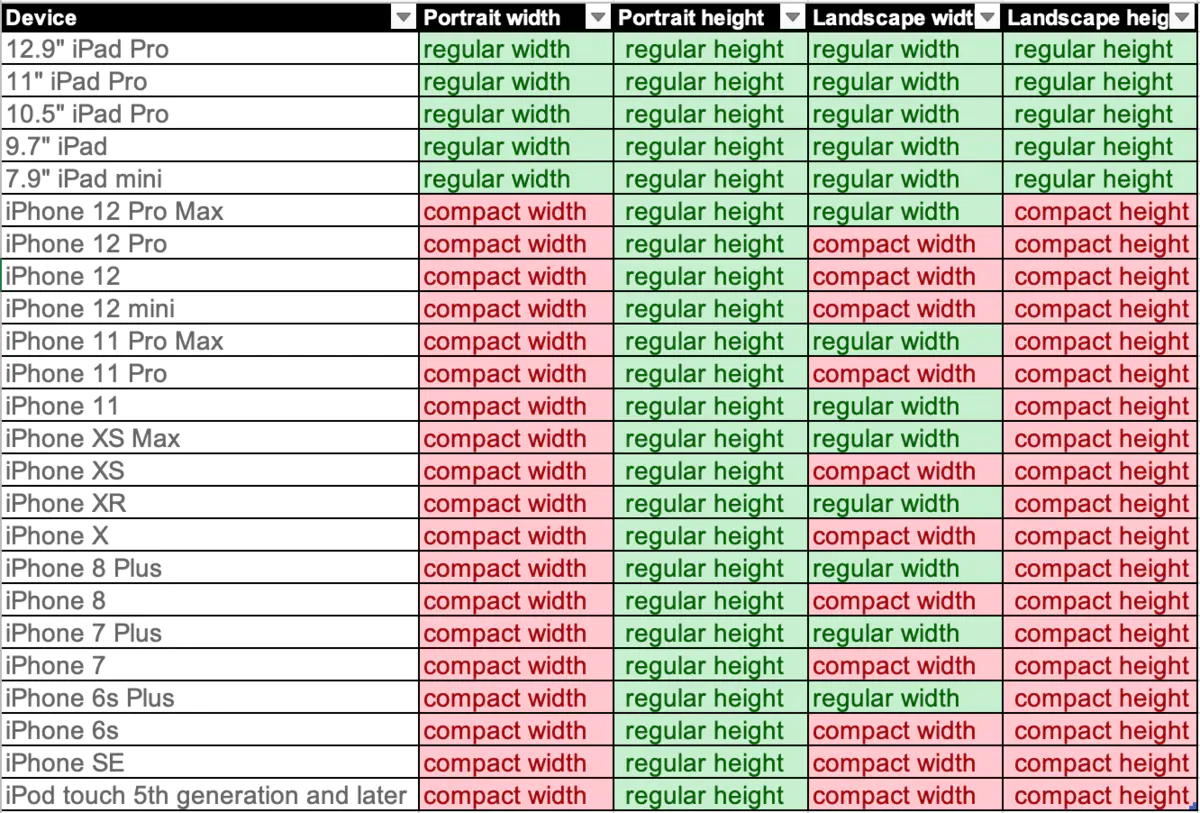 Device Portrait width Portrait height Landscape widt Landscape heig
12.9" iPad Pro regular width regular height regular width regular height
11" iPad Pro regular width regular height regular width regular height
10.5" iPad Pro regular width regular height regular width regular height
9.7" iPad regular width regular height regular width regular height
7.9" iPad mini regular width regular height regular width regular height
iPhone 12 Pro Max compact width regular height regular width compact height
iPhone 12 Pro compact width regular height compact width compact height
iPhone 12 compact width regular height compact width compact height
iPhone 12 mini compact width regular height compact width compact height
iPhone 11 Pro Max compact width regular height regular width compact height
iPhone 11 Pro compact width regular height compact width compact height
iPhone 11 compact width regular height regular width compact height
iPhone XS Max compact width regular height regular width compact height
iPhone XS compact width regular height compact width compact height
iPhone XR compact width regular height regular width compact height
iPhone X compact width regular height compact width compact height
iPhone 8 Plus compact width regular height regular width compact height
iPhone 8 compact width regular height compact width compact height
iPhone 7 Plus compact width regular height regular width compact height
iPhone 7 compact width regular height compact width compact height
iPhone 6s Plus compact width regular height regular width compact height
iPhone 6s compact width regular height compact width compact height
iPhone SE compact width regular height compact width compact height
iPod touch 5th generation and later compact width regular height compact width compact height